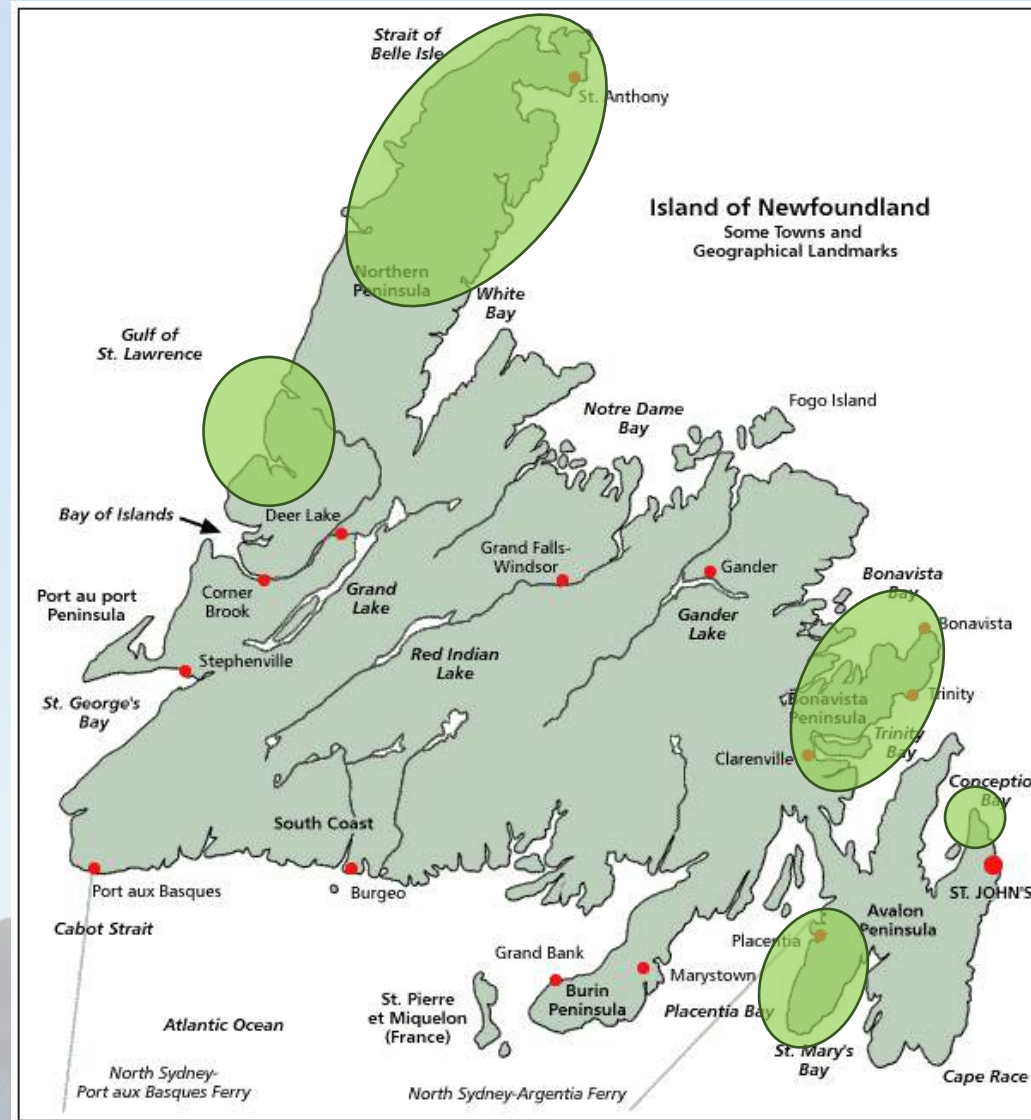 Strait of
Belle Isle
St. Anthony
Island of Newfoundland
Some Towns and
Geographical Landmarks
Northern
Peninsula
White
Bay
Gulf of
St. Lawrence
Fogo Island
Notre Dame
Bay
Bay of Islands
Deer Lake
Grand Falls-
Windsor
Gander
Corner
Brook
Grand
Lake
Gander
Lake
Bonavista
Bay
Bonavista
Port au port
Peninsula
Stephenville
Red Indian
Lake
St. George's
Bay
Bonavista
Peninsula
Trinity
Trinity
Bay
Clarenville
Conceptio
Bay
South Coast
Port aux Basques
Burgeo
ST. JOHN'S
Cabot Strait
Avalon
Peninsula
Placentia
Grand Bank
Marystown
Burin
Peninsula
Placentia Bay
St. Pierre
et Miquelon
(France)
Atlantic Ocean
St. Mary's
Bay
Cape Race
North Sydney-
Port aux Basques Ferry
North Sydney-Argentia Ferry